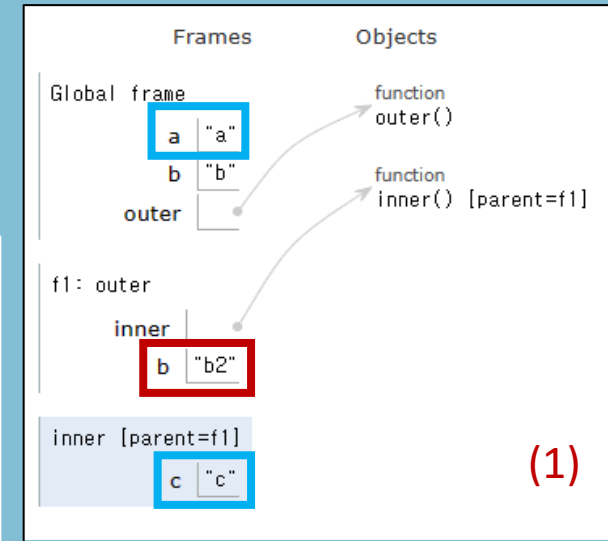 Frames Objects
Global frame
a "a"
b "b"
outer
function
outer()
function
inner() [parent=f1]
f1: outer
inner
b "b2"
inner [parent=f1]
c "c"
(1)